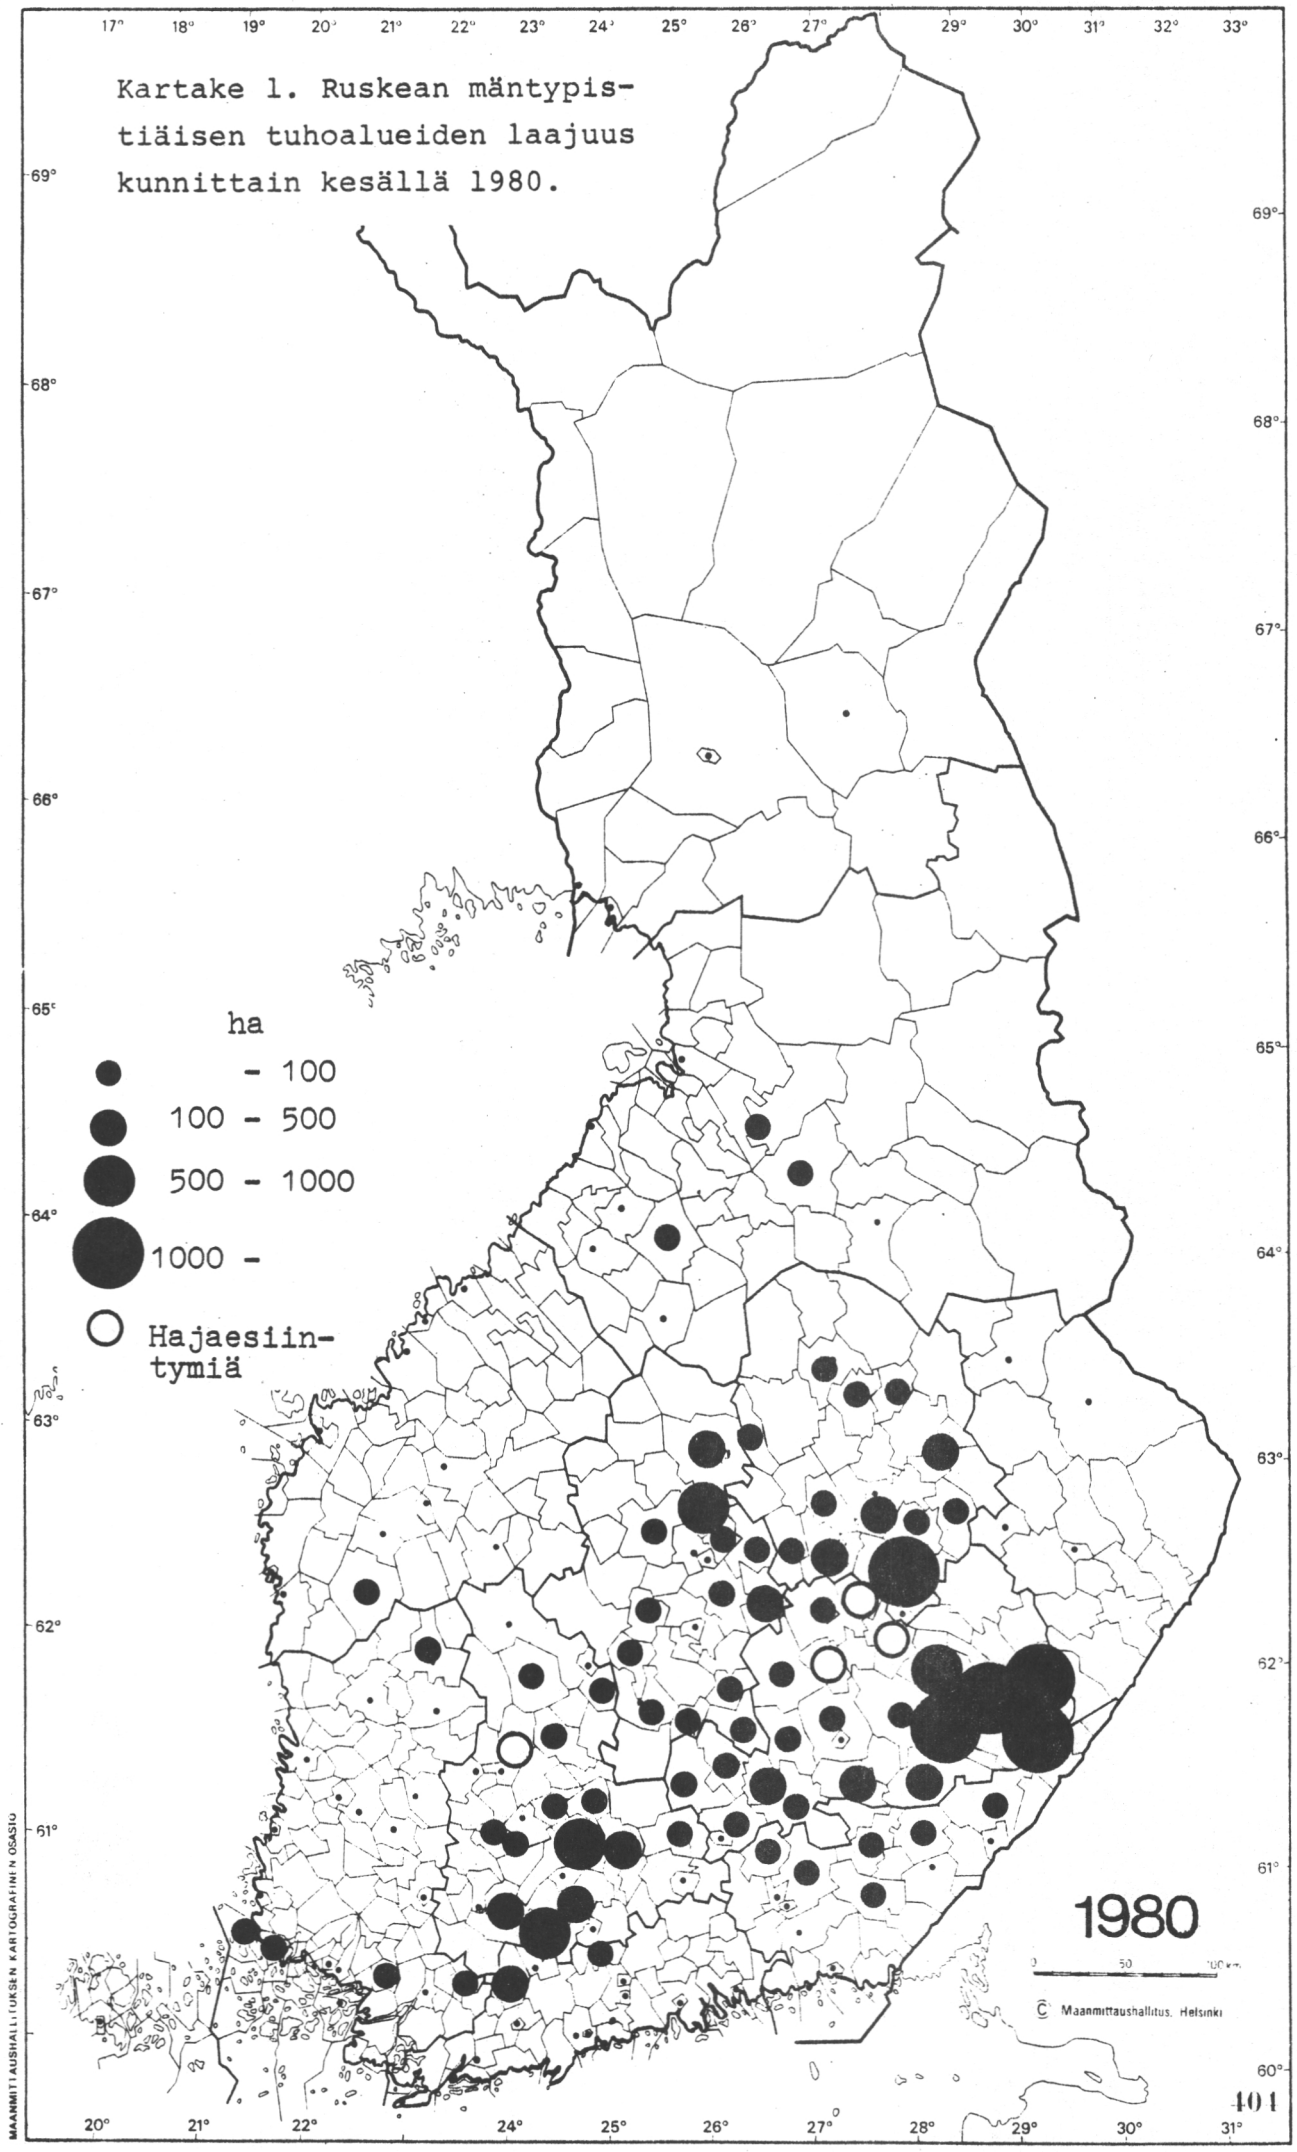 17° 18° 19° 20° 21° 22° 23° 24° 25° 26° 27° 29° 30° 31° 32° 33°
Kartake 1. Ruskean mäntypis-
tiäisen tuhoalueiden laajuus
kunnittain kesällä 1980.
69°
69°
68°
68°
67°
67°
66°
66°
65°
65°
ha
- 100
100 - 500
500 - 1000
1000 -
Hajaesiin-
tymiä
64°
64°
63°
63°
62°
62°
61°
61°
1980
0 50 100 km
© Maanmittaushallitus, Helsinki
MAANMITTAUSHALLITUKSEN KARTOGRAFINEN OSASTO
60°
404
20° 21° 22° 24° 25° 26° 27° 28° 29° 30° 31°